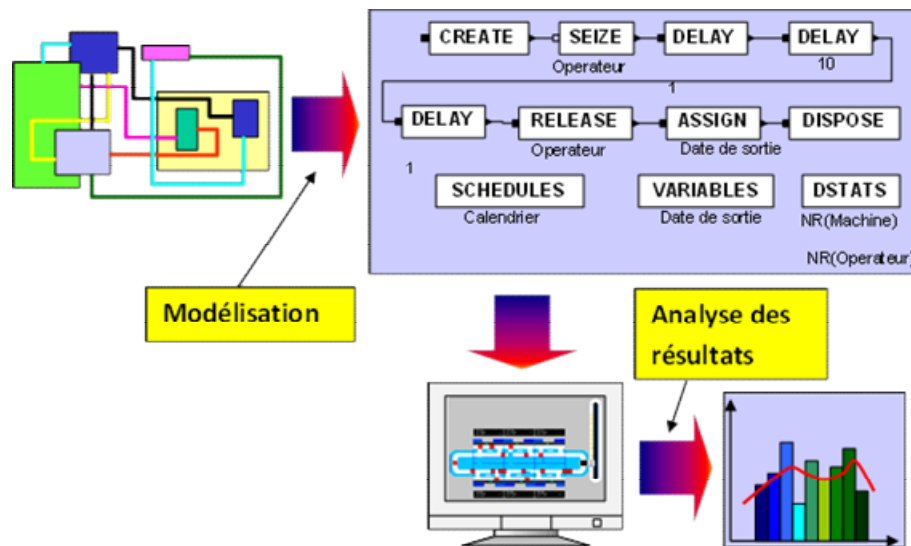 CREATE SEIZE DELAY DELAY
Operateur 10
1
DELAY RELEASE ASSIGN DISPOSE
Operateur Date de sortie
1
SCHEDULES VARIABLES DSTATS
Calendrier Date de sortie NR(Machine)
NR(Operateur)
Modélisation
Analyse des
résultats